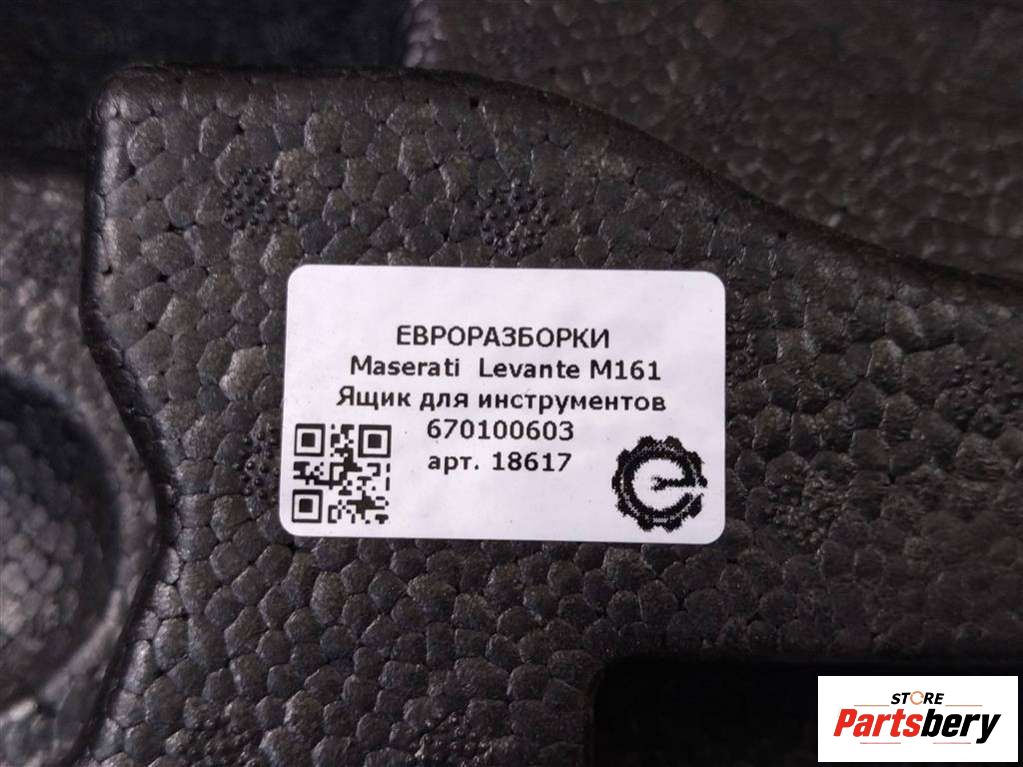 ЕВРОРАЗБОРКИ
Maserati Levante M161
Ящик для инструментов
670100603
арт. 18617
STORE
Partsbery